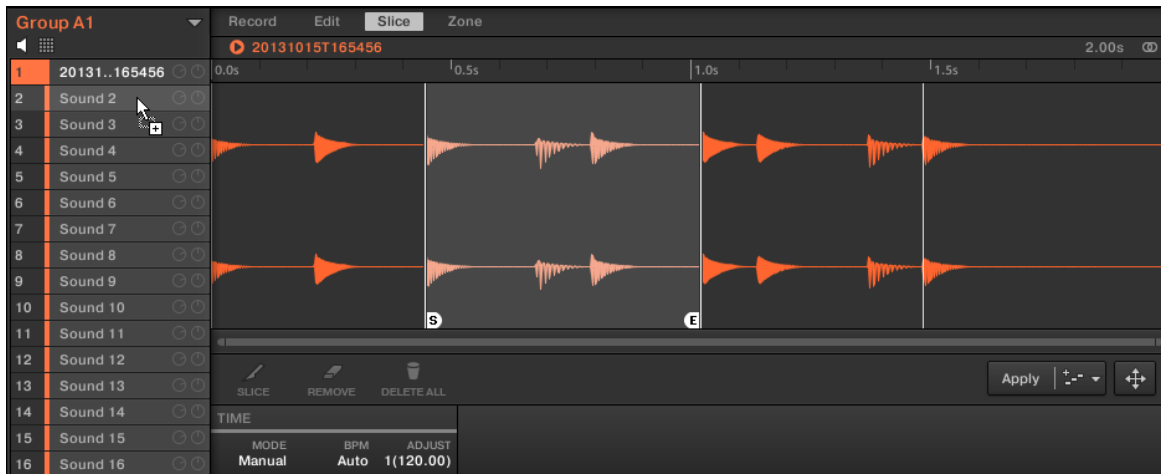 Group A1
Record Edit Slice Zone
20131015T165456 2.00s
1 20131..165456
0.0s 0.5s 1.0s 1.5s
2 Sound 2
3 Sound 3
4 Sound 4
5 Sound 5
6 Sound 6
7 Sound 7
8 Sound 8
9 Sound 9
10 Sound 10
11 Sound 11
12 Sound 12
13 Sound 13
14 Sound 14
15 Sound 15
16 Sound 16
S E
SLICE REMOVE DELETE ALL
Apply
TIME
MODE BPM ADJUST
Manual Auto 1(120.00)